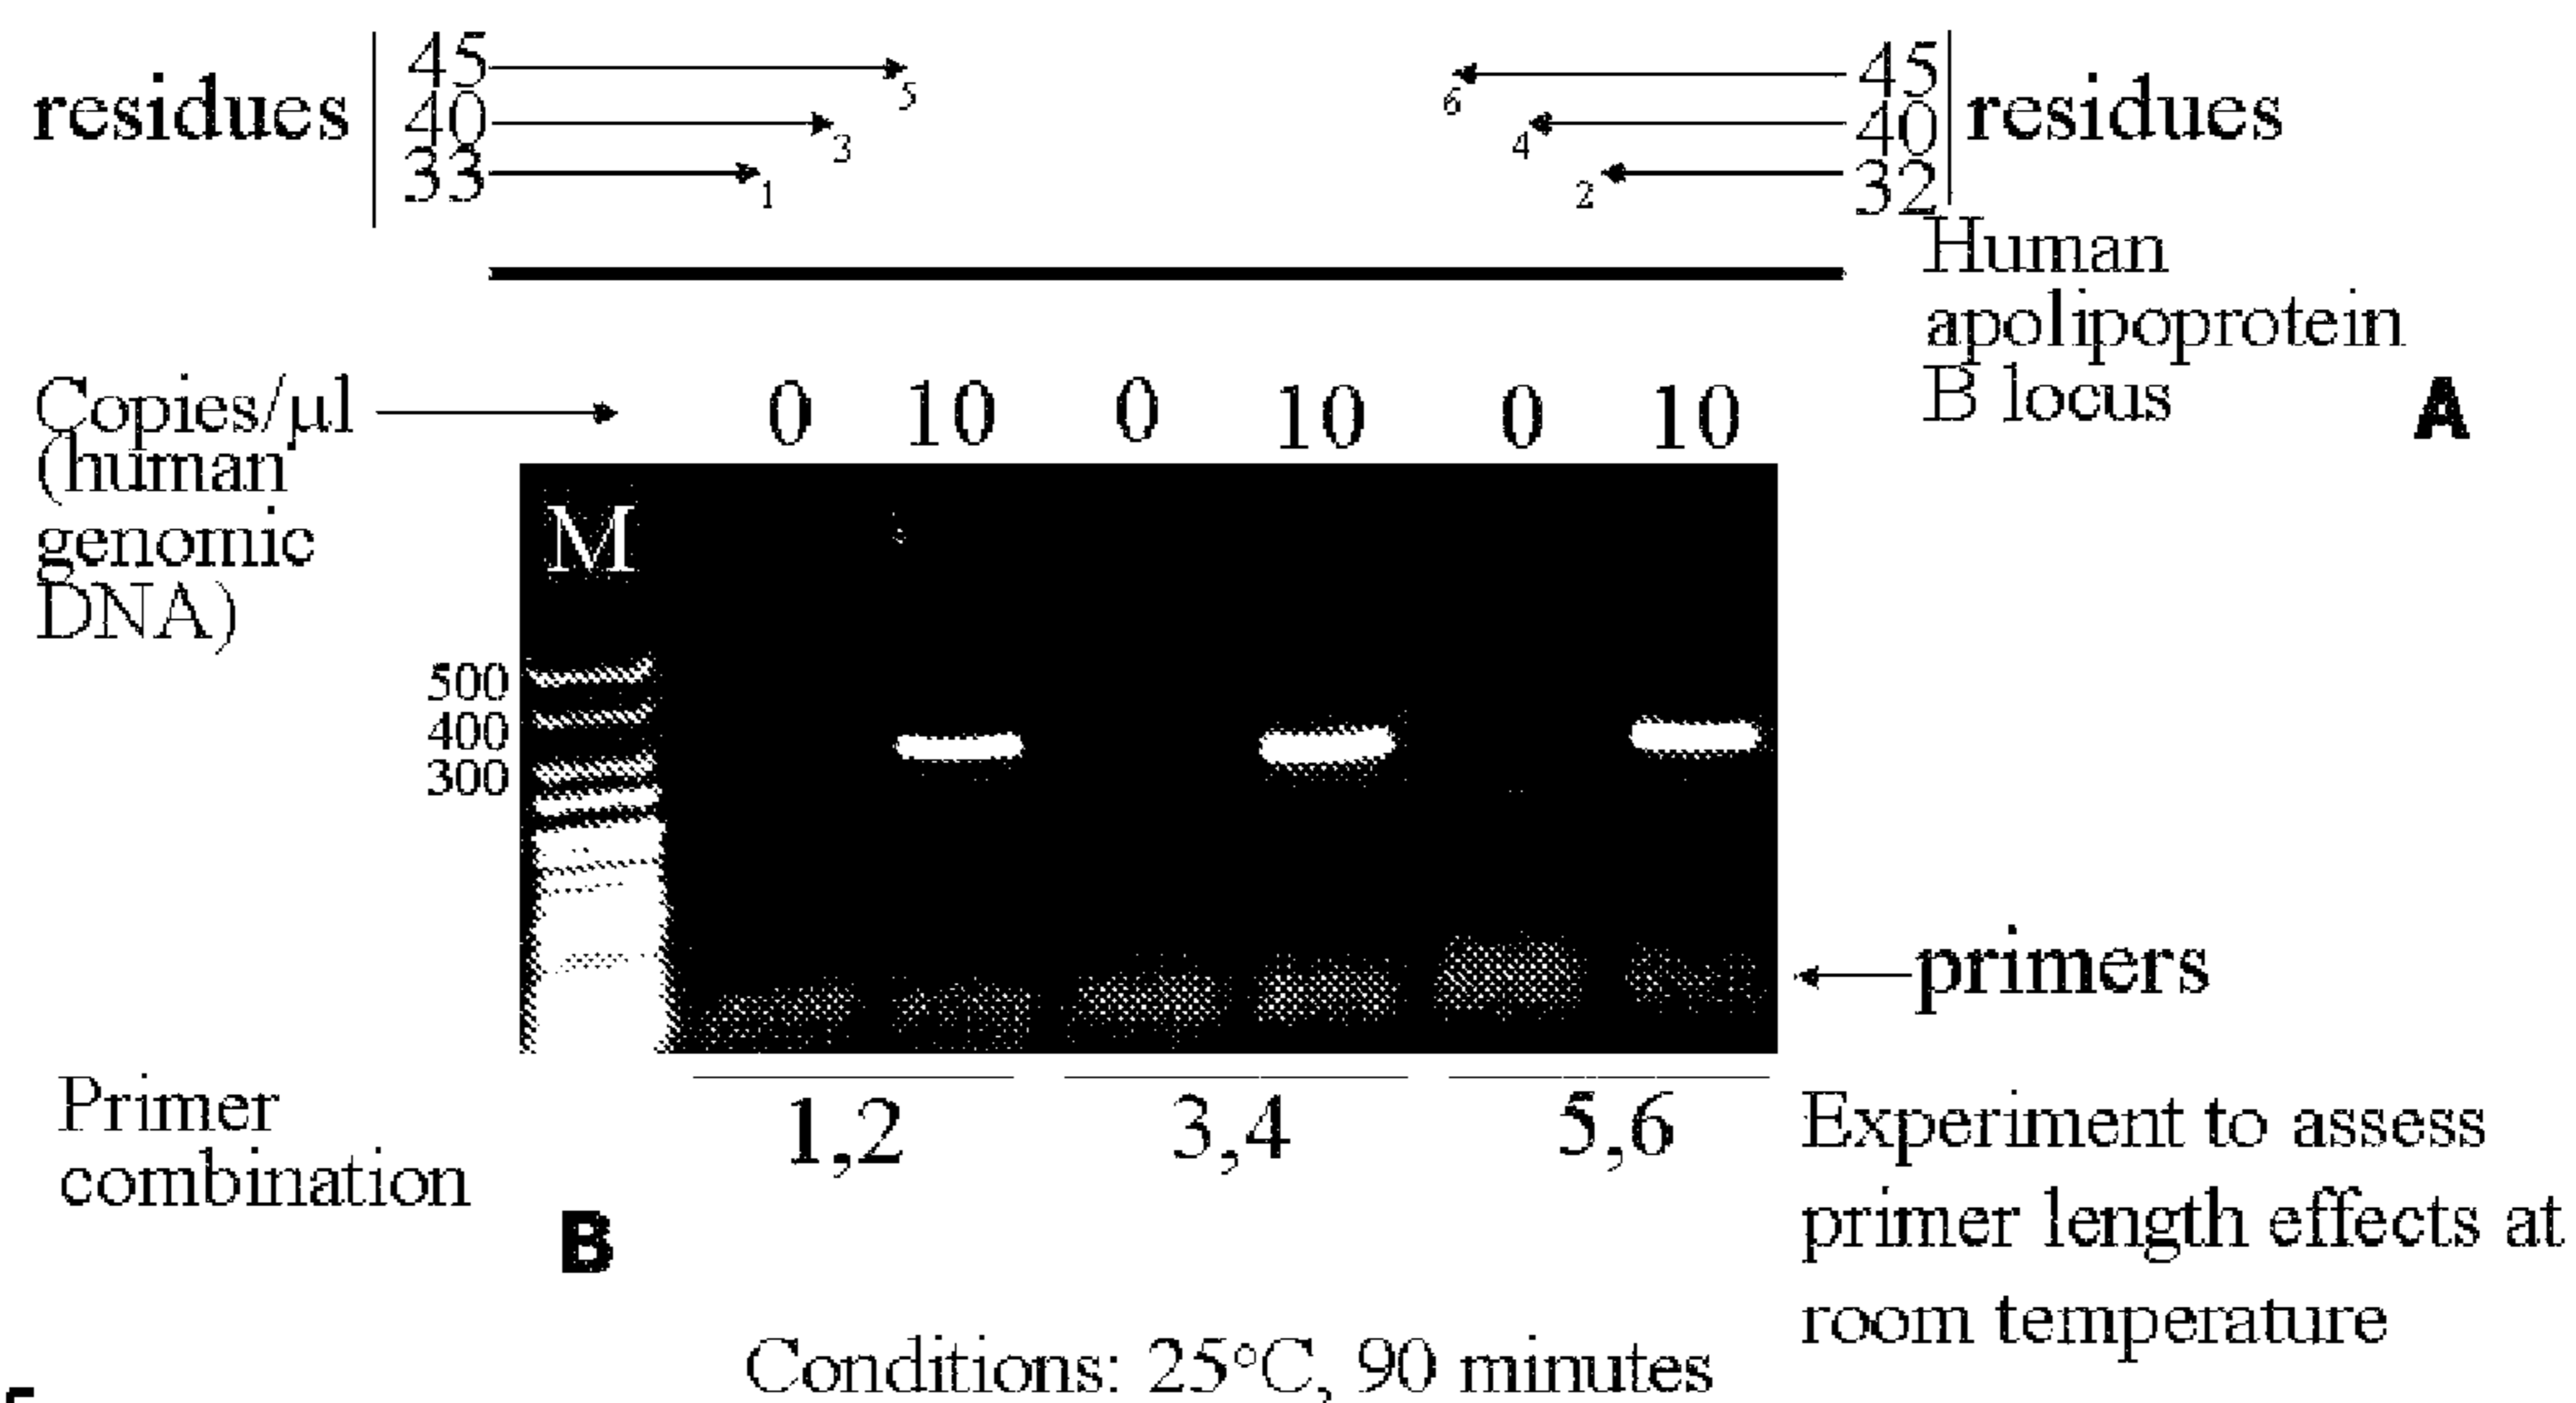 residues
45
40
33
5
3
1
6
4
2
45
40
32
residues
Human
apolipoprotein
B locus
A
Copies/µl
(human
genomic
DNA)
0 10 0 10 0 10
M
500
400
300
primers
Primer
combination
1,2 3,4 5,6
B
Experiment to assess
primer length effects at
room temperature
Conditions: 25°C, 90 minutes